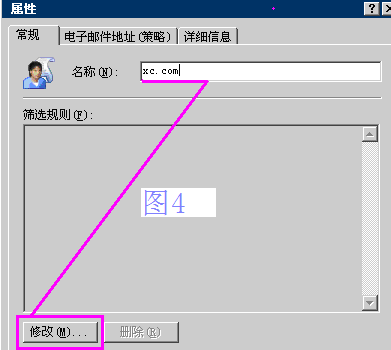 属性
常规 电子邮件地址(策略) 详细信息
名称(N): xc.com
筛选规则(F):
图4
修改(M)... 删除(R)